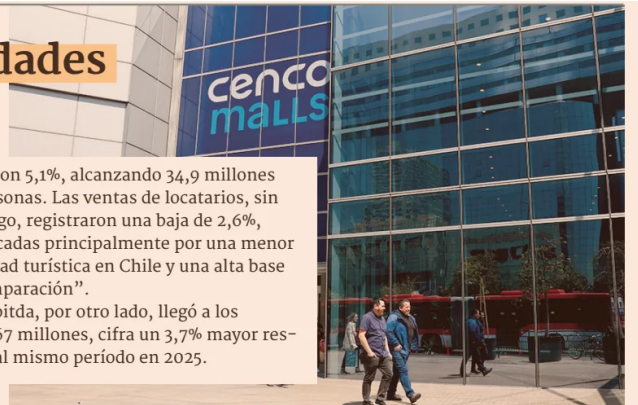 dades
cenco
malls
on 5,1%, alcanzando 34,9 millones
sonas. Las ventas de locatarios, sin
go, registraron una baja de 2,6%,
cadas principalmente por una menor
ad turística en Chile y una alta base
paración”.
bitda, por otro lado, llegó a los
67 millones, cifra un 3,7% mayor res-
al mismo período en 2025.